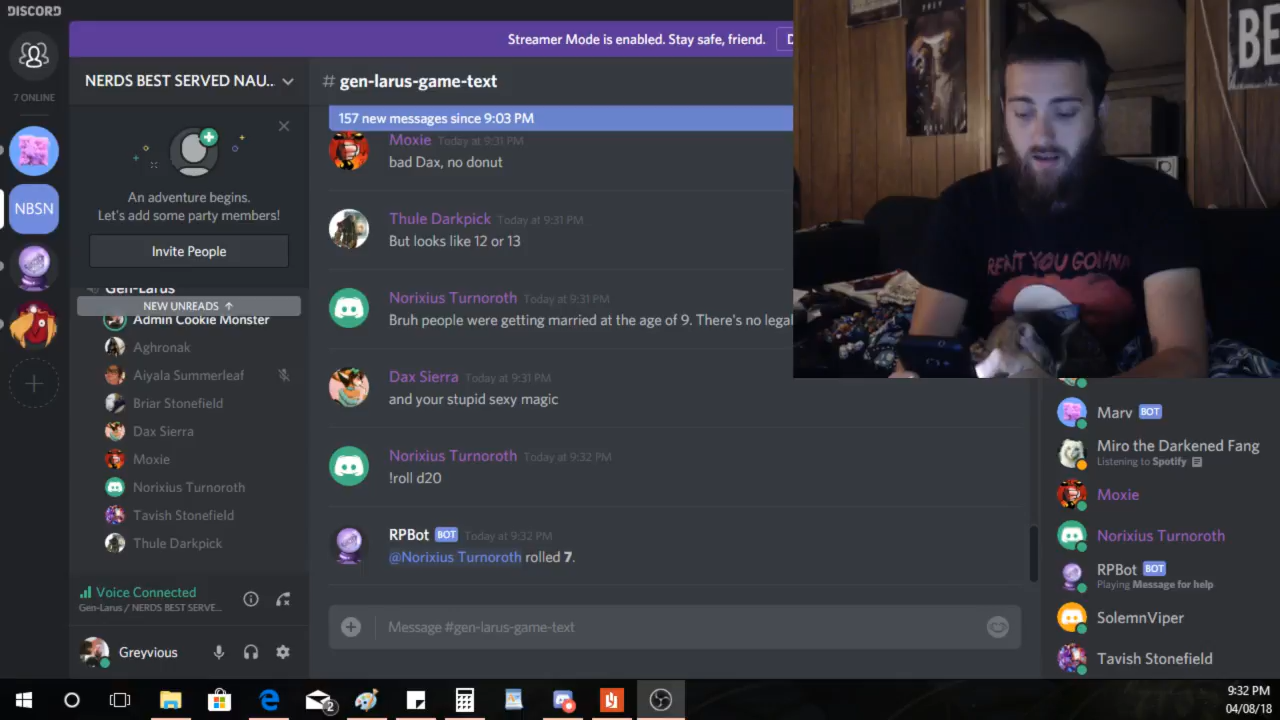 DISCORD
Streamer Mode is enabled. Stay safe, friend.
7 ONLINE
NBSN
NERDS BEST SERVED NAU...
An adventure begins.
Let's add some party members!
Invite People
Gen-Larus
NEW UNREADS
Admin Cookie Monster
Aghronak
Aiyala Summerleaf
Briar Stonefield
Dax Sierra
Moxie
Norixius Turnoroth
Tavish Stonefield
Thule Darkpick
Voice Connected
Gen-Larus / NERDS BEST SERVE...
Greyvious
# gen-larus-game-text
157 new messages since 9:03 PM
Moxie Today at 9:31 PM
bad Dax, no donut
Thule Darkpick Today at 9:31 PM
But looks like 12 or 13
Norixius Turnoroth Today at 9:31 PM
Bruh people were getting married at the age of 9. There's no legal
Dax Sierra Today at 9:31 PM
and your stupid sexy magic
Norixius Turnoroth Today at 9:32 PM
!roll d20
RPBot BOT Today at 9:32 PM
@Norixius Turnoroth rolled 7.
Message #gen-larus-game-text
BE
RENT YOU GONNA
Marv BOT
Miro the Darkened Fang
Listening to Spotify
Moxie
Norixius Turnoroth
RPBot BOT
Playing Message for help
SolemnViper
Tavish Stonefield
2
9:32 PM
04/08/18